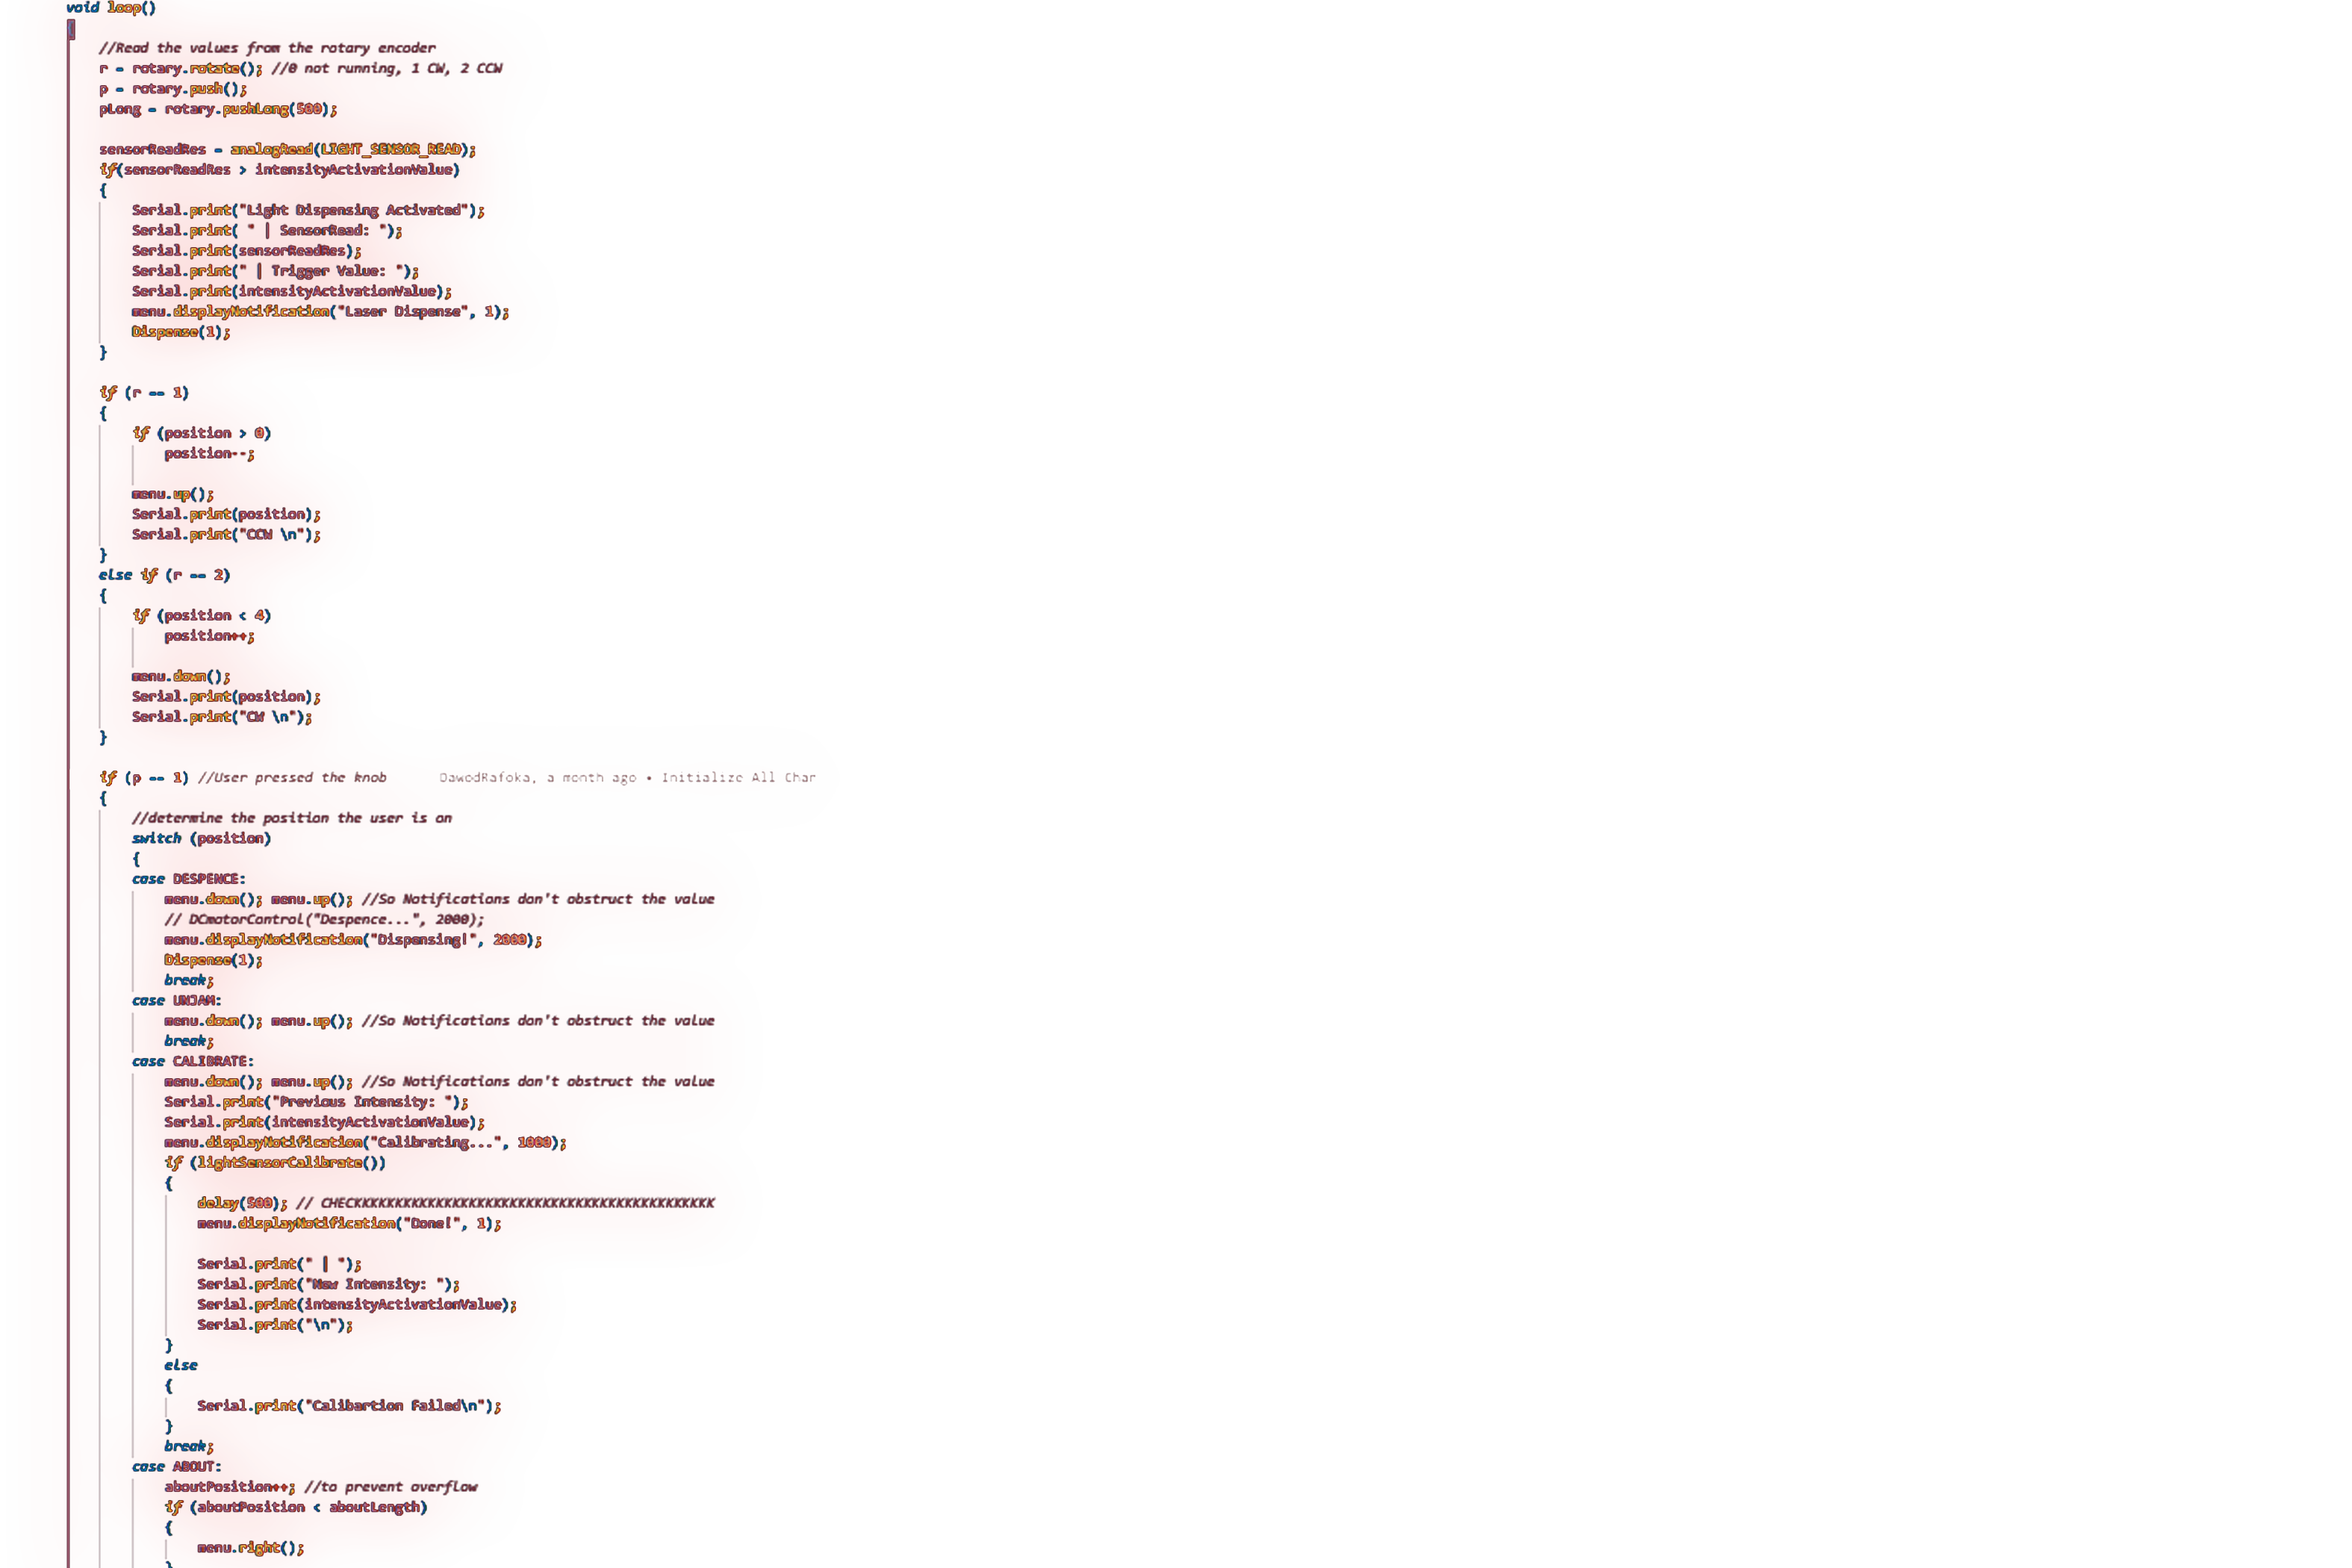 void loop()
{
//Read the values from the rotary encoder
r = rotary.rotate(); //0 not running, 1 CW, 2 CCW
p = rotary.push();
pLong = rotary.pushLong(500);
sensorReadRes = analogRead(LIGHT_SENSOR_READ);
if(sensorReadRes > intensityActivationValue)
{
Serial.print("Light Dispensing Activated");
Serial.print( " | SensorRead: ");
Serial.print(sensorReadRes);
Serial.print(" | Trigger Value: ");
Serial.print(intensityActivationValue);
menu.displayNotification("Laser Dispense", 1);
Dispense(1);
}
if (r == 1)
{
if (position > 0)
position--;
menu.up();
Serial.print(position);
Serial.print("CCW \n");
}
else if (r == 2)
{
if (position < 4)
position++;
menu.down();
Serial.print(position);
Serial.print("CW \n");
}
if (p == 1) //User pressed the knob DawodRafoka, a month ago • Initialize All Char
{
//determine the position the user is on
switch (position)
{
case DESPENCE:
menu.down(); menu.up(); //So Notifications don't obstruct the value
// DCmotorControl("Despence...", 2000);
menu.displayNotification("Dispensing!", 2000);
Dispense(1);
break;
case UNJAM:
menu.down(); menu.up(); //So Notifications don't obstruct the value
break;
case CALIBRATE:
menu.down(); menu.up(); //So Notifications don't obstruct the value
Serial.print("Previous Intensity: ");
Serial.print(intensityActivationValue);
menu.displayNotification("Calibrating...", 1000);
if (lightSensorCalibrate())
{
delay(500); // CHECKKKKKKKKKKKKKKKKKKKKKKKKKKKKKKKKKKKKKKKKKKKK
menu.displayNotification("Done!", 1);
Serial.print(" | ");
Serial.print("New Intensity: ");
Serial.print(intensityActivationValue);
Serial.print("\n");
}
else
{
Serial.print("Calibartion Failed\n");
}
break;
case ABOUT:
aboutPosition++; //to prevent overflow
if (aboutPosition < aboutLength)
{
menu.right();
}